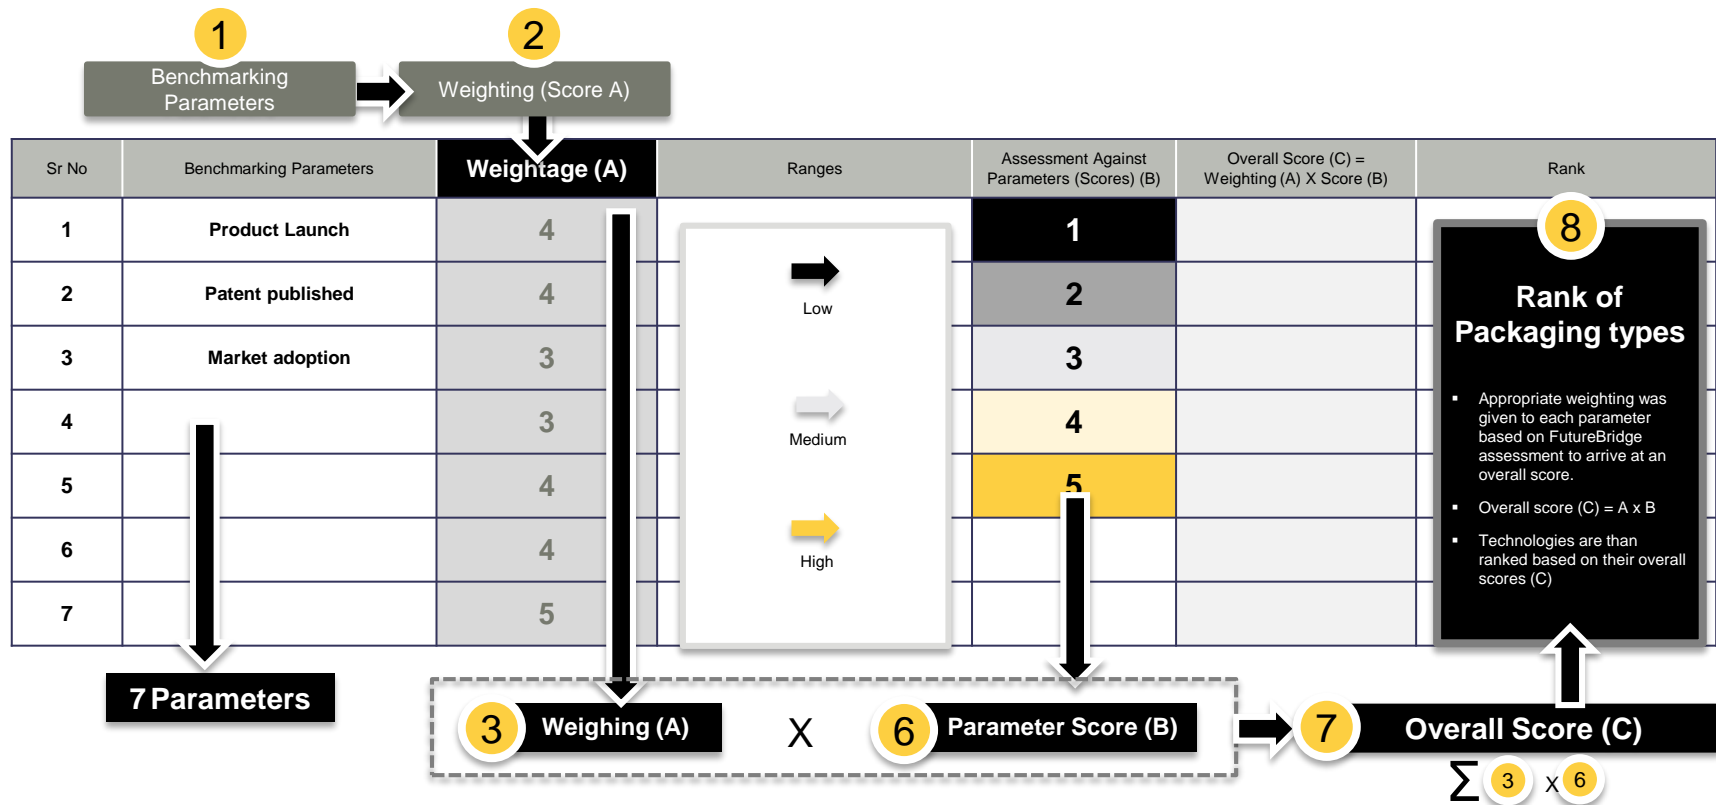 1
2
Benchmarking
Parameters
Weighting (Score A)
Sr No
Benchmarking Parameters
Weightage (A)
Ranges
Assessment Against
Parameters (Scores) (B)
Overall Score (C) =
Weighting (A) X Score (B)
Rank
1
Product Launch
4
1
2
Patent published
4
2
3
Market adoption
3
3
4
3
4
5
4
5
6
4
7
5
Low
Medium
High
8
Rank of
Packaging types
▪ Appropriate weighting was
given to each parameter
based on FutureBridge
assessment to arrive at an
overall score.
▪ Overall score (C) = A x B
▪ Technologies are than
ranked based on their overall
scores (C)
7 Parameters
3
Weighing (A)
X
6
Parameter Score (B)
7
Overall Score (C)
Σ 3 x 6